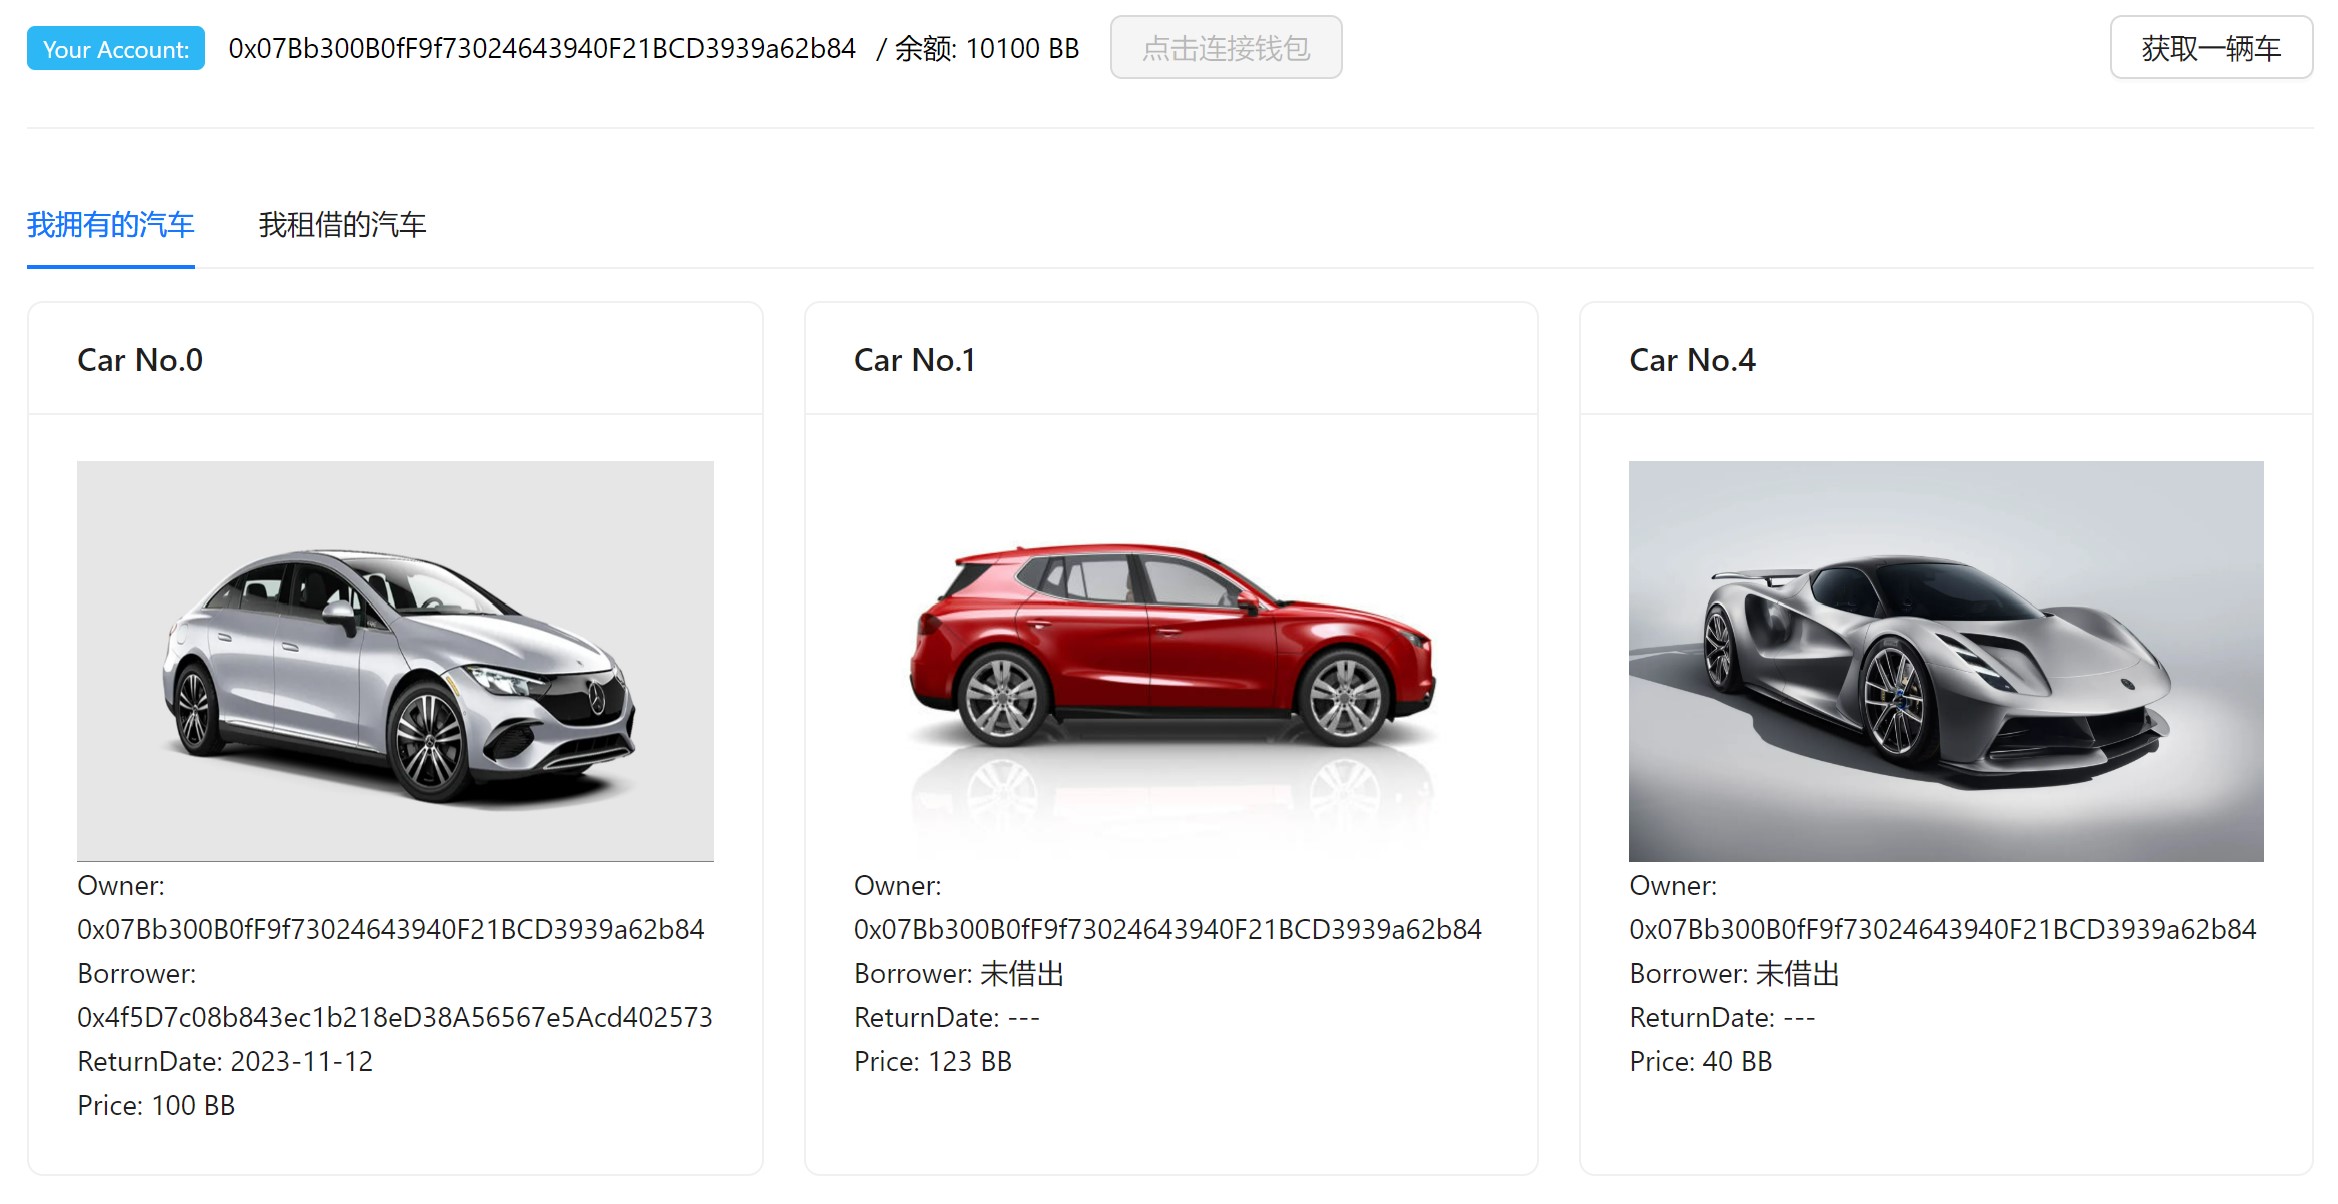 Your Account: 0x07Bb300B0fF9f73024643940F21BCD3939a62b84 / 余额: 10100 BB 点击连接钱包 获取一辆车
我拥有的汽车 我租借的汽车
Car No.0
Owner:
0x07Bb300B0fF9f73024643940F21BCD3939a62b84
Borrower:
0x4f5D7c08b843ec1b218eD38A56567e5Acd402573
ReturnDate: 2023-11-12
Price: 100 BB
Car No.1
Owner:
0x07Bb300B0fF9f73024643940F21BCD3939a62b84
Borrower: 未借出
ReturnDate: ---
Price: 123 BB
Car No.4
Owner:
0x07Bb300B0fF9f73024643940F21BCD3939a62b84
Borrower: 未借出
ReturnDate: ---
Price: 40 BB